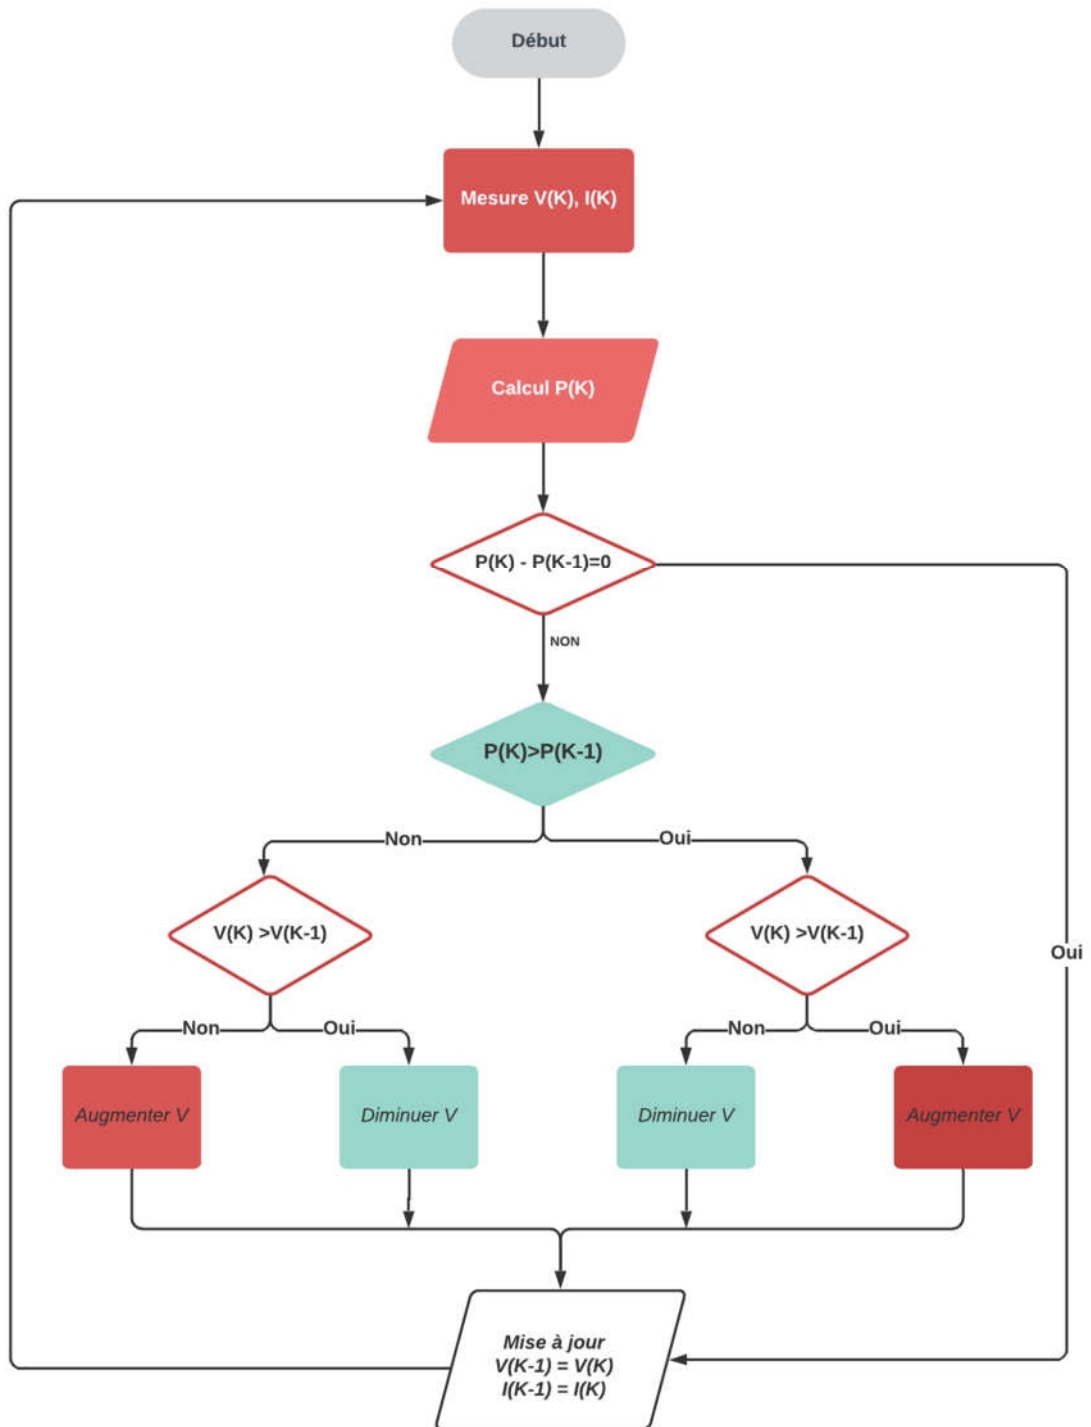 Début
Mesure V(K), I(K)
Calcul P(K)
P(K) - P(K-1)=0
NON
P(K)>P(K-1)
Non
Oui
V(K) >V(K-1)
V(K) >V(K-1)
Oui
Non
Oui
Non
Oui
Augmenter V
Diminuer V
Diminuer V
Augmenter V
Mise à jour
V(K-1) = V(K)
I(K-1) = I(K)